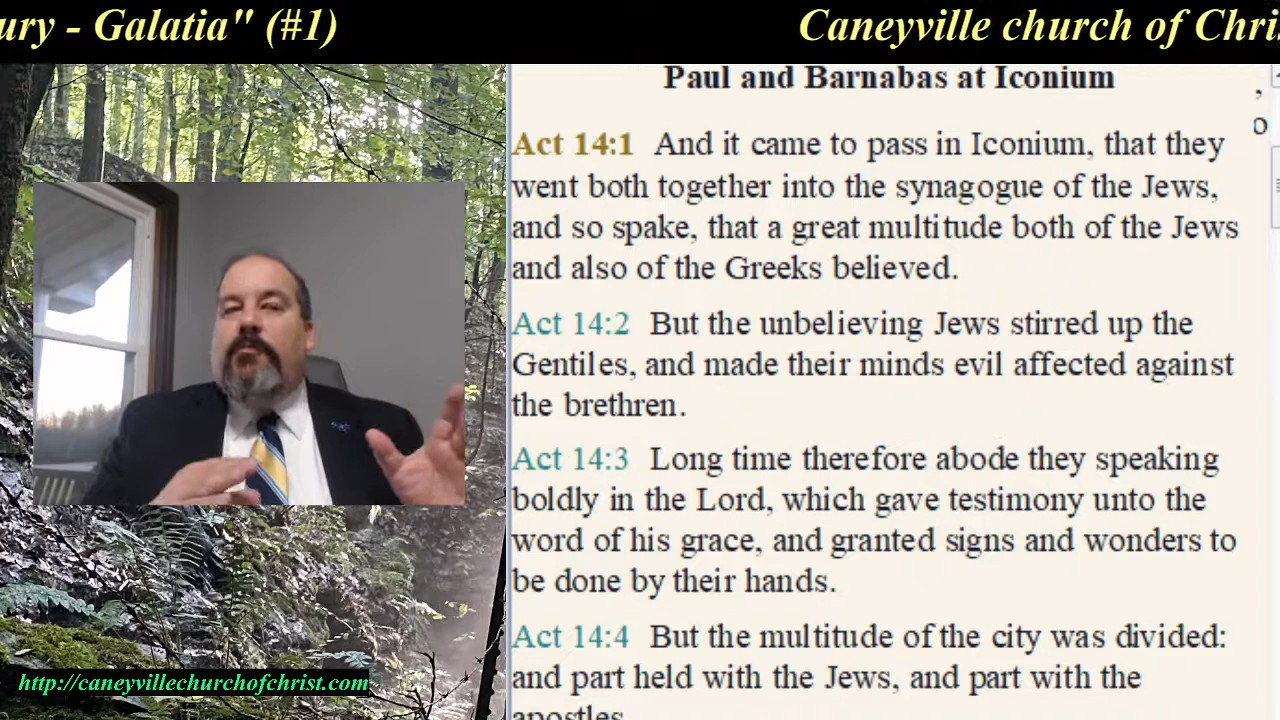 ury - Galatia" (#1)
Caneyville church of Chris
Paul and Barnabas at Iconium
Act 14:1 And it came to pass in Iconium, that they
went both together into the synagogue of the Jews,
and so spake, that a great multitude both of the Jews
and also of the Greeks believed.
Act 14:2 But the unbelieving Jews stirred up the
Gentiles, and made their minds evil affected against
the brethren.
Act 14:3 Long time therefore abode they speaking
boldly in the Lord, which gave testimony unto the
word of his grace, and granted signs and wonders to
be done by their hands.
Act 14:4 But the multitude of the city was divided:
and part held with the Jews, and part with the
apostles.
http://caneyvillechurchofchrist.com